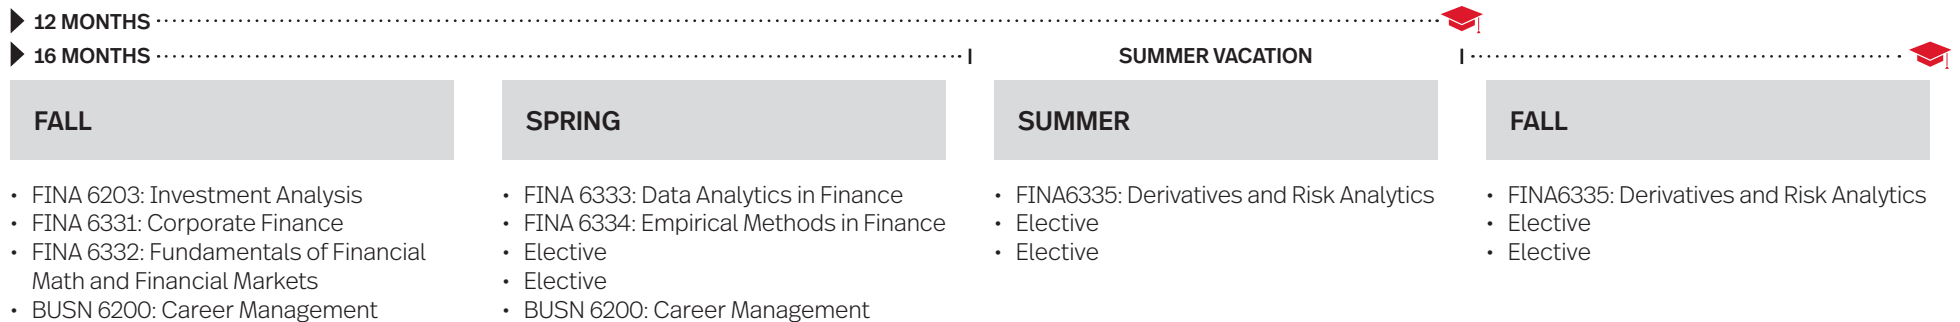 12 MONTHS
16 MONTHS
SUMMER VACATION
FALL
• FINA 6203: Investment Analysis
• FINA 6331: Corporate Finance
• FINA 6332: Fundamentals of Financial
Math and Financial Markets
• BUSN 6200: Career Management
SPRING
• FINA 6333: Data Analytics in Finance
• FINA 6334: Empirical Methods in Finance
• Elective
• Elective
• BUSN 6200: Career Management
SUMMER
• FINA6335: Derivatives and Risk Analytics
• Elective
• Elective
FALL
• FINA6335: Derivatives and Risk Analytics
• Elective
• Elective